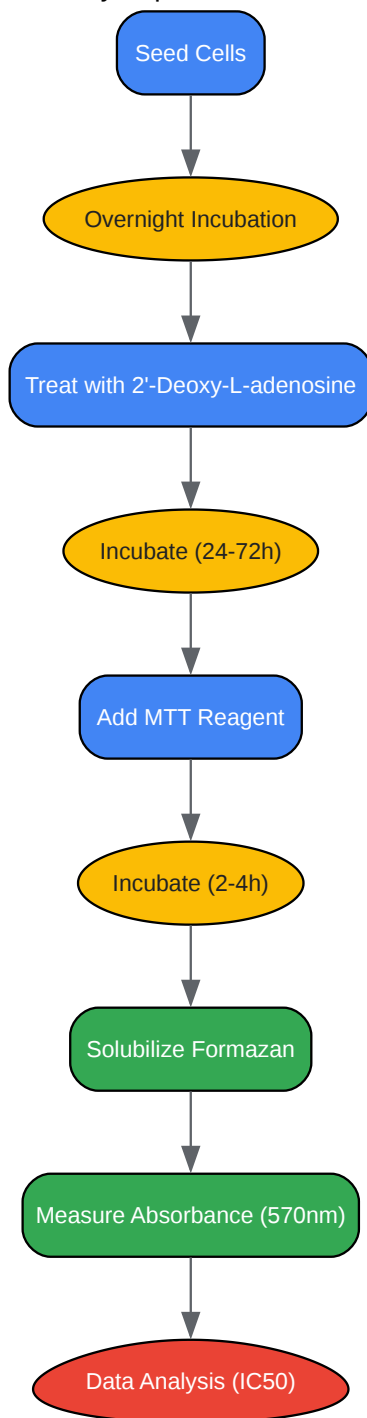 Seed Cells
Overnight Incubation
Treat with 2'-Deoxy-L-adenosine
Incubate (24-72h)
Add MTT Reagent
Incubate (2-4h)
Solubilize Formazan
Measure Absorbance (570nm)
Data Analysis (IC50)